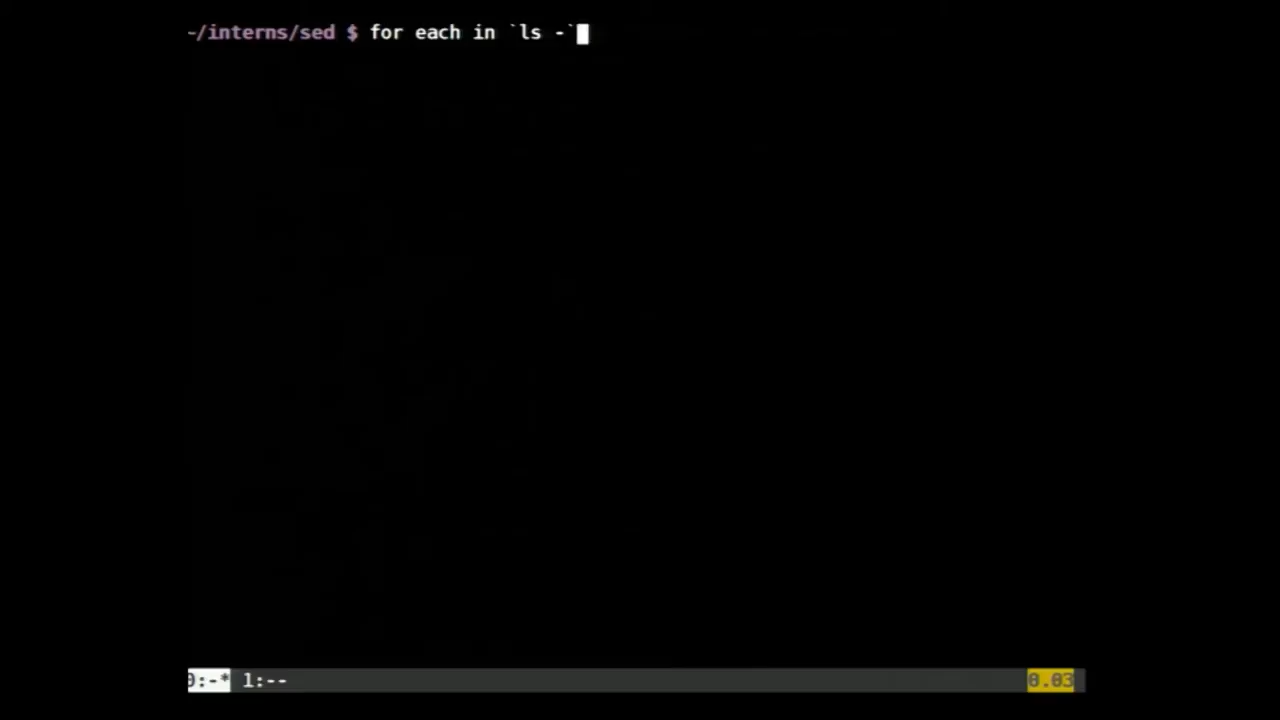 ~/interns/sed $ for each in `ls -`
0:-* 1:-- 0.03